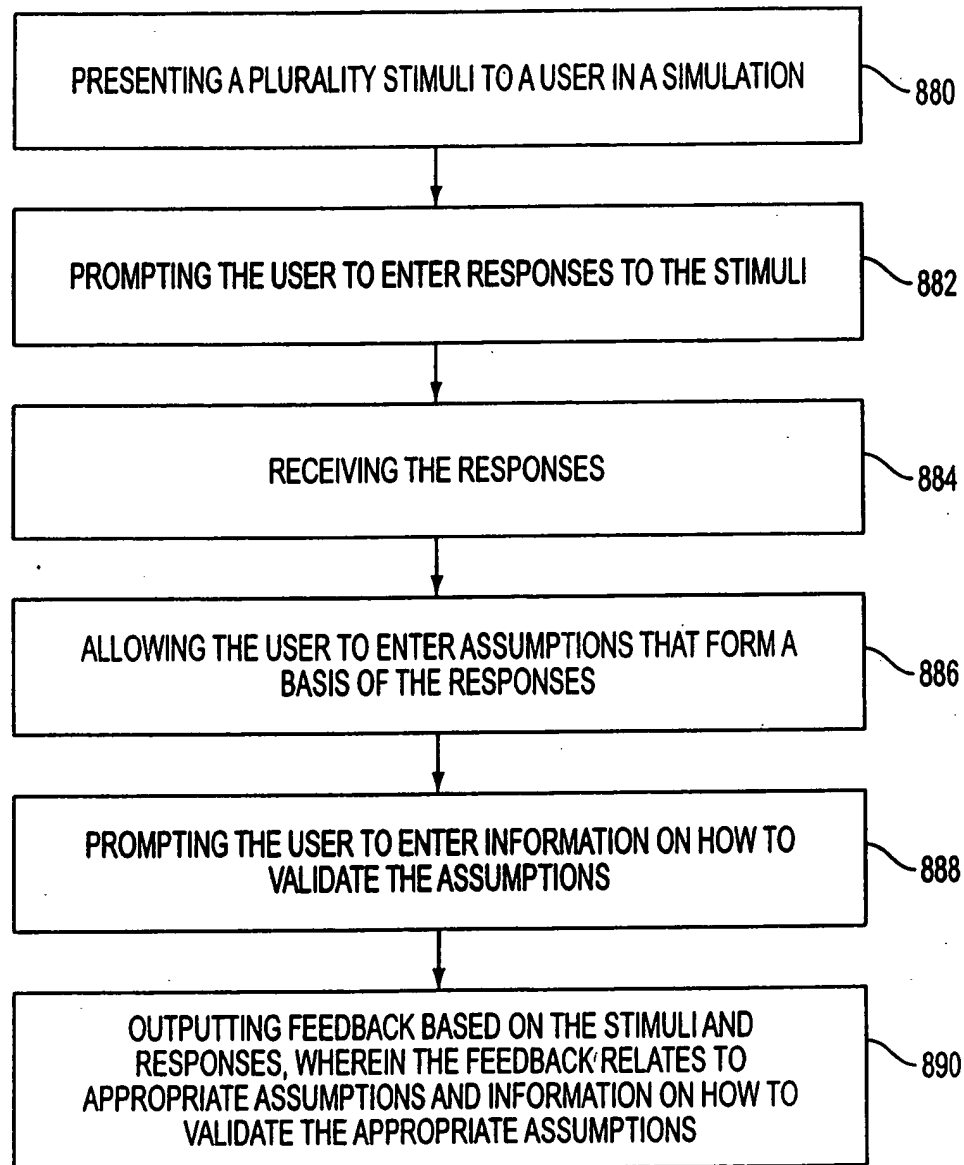 PRESENTING A PLURALITY STIMULI TO A USER IN A SIMULATION
880
PROMPTING THE USER TO ENTER RESPONSES TO THE STIMULI
882
RECEIVING THE RESPONSES
884
ALLOWING THE USER TO ENTER ASSUMPTIONS THAT FORM A
BASIS OF THE RESPONSES
886
PROMPTING THE USER TO ENTER INFORMATION ON HOW TO
VALIDATE THE ASSUMPTIONS
888
OUTPUTTING FEEDBACK BASED ON THE STIMULI AND
RESPONSES, WHEREIN THE FEEDBACK RELATES TO
APPROPRIATE ASSUMPTIONS AND INFORMATION ON HOW TO
VALIDATE THE APPROPRIATE ASSUMPTIONS
890